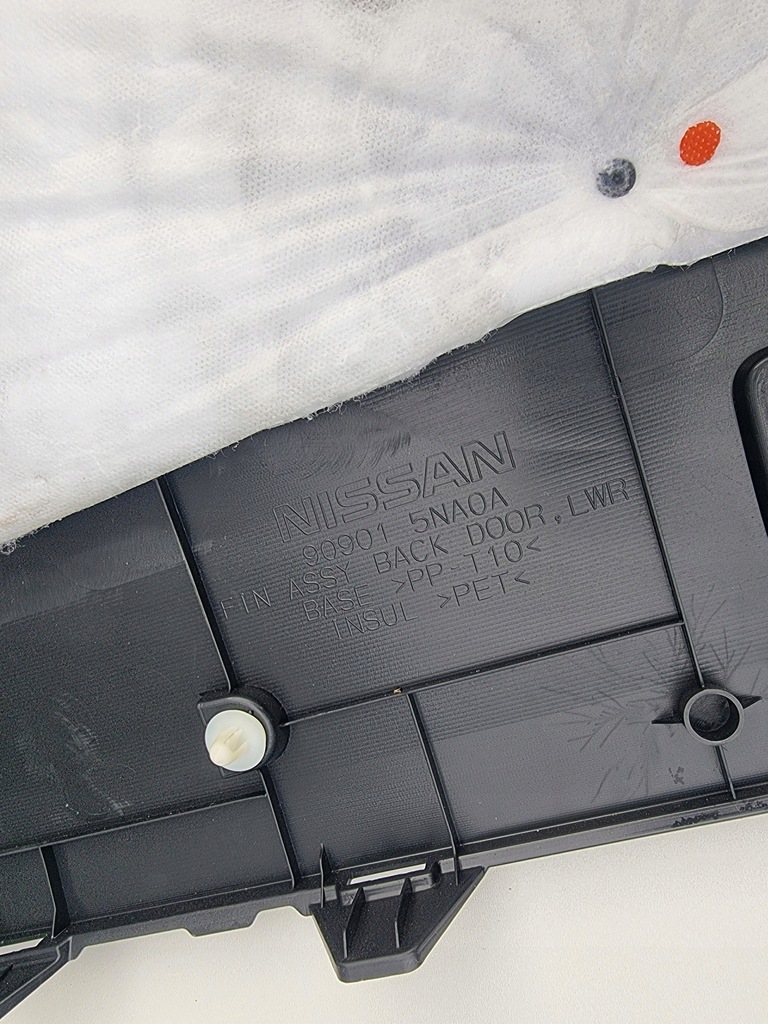 NISSAN
90901 5NA0A
FIN ASSY BACK DOOR,LWR
BASE >PP-T10<
INSUL >PET<